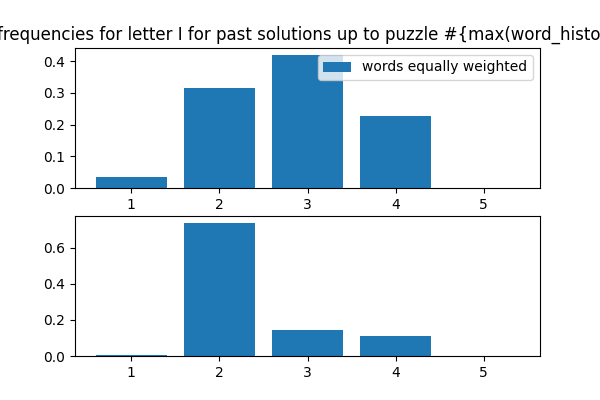 frequencies for letter I for past solutions up to puzzle #{max(word_histo
words equally weighted
0.4
0.3
0.2
0.1
0.0
1 2 3 4 5
0.6
0.4
0.2
0.0
1 2 3 4 5